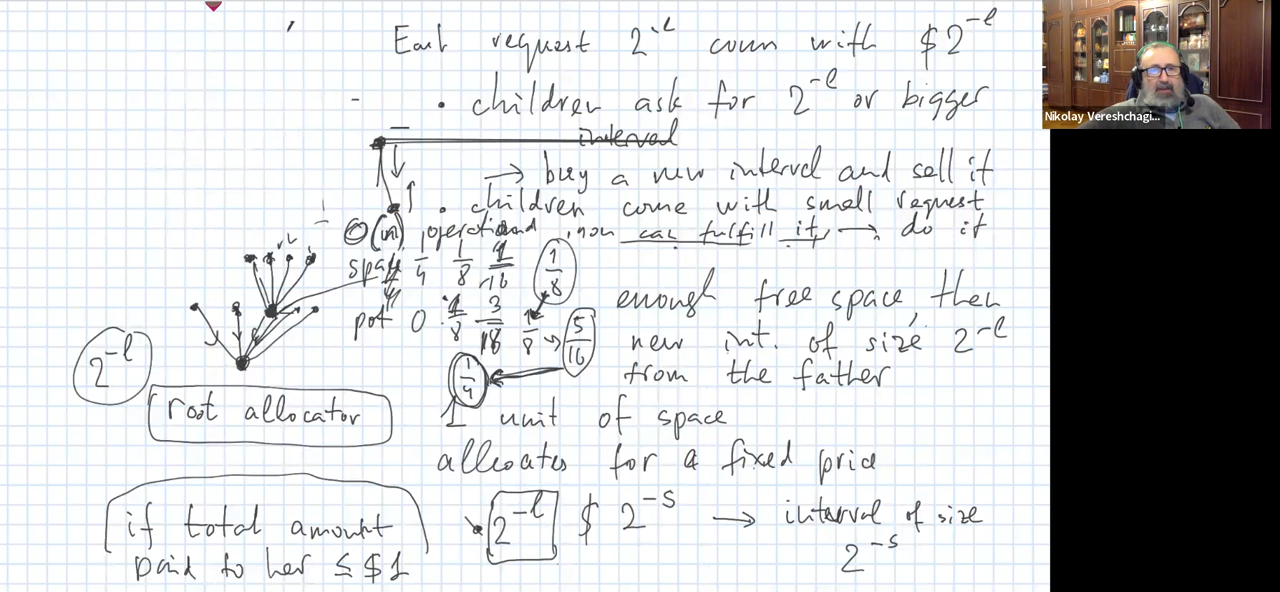 Each request 2^-l coms with $2^-l
Nikolay Vereshchagi...
• children ask for 2^-l or bigger
interval
→ buy a new interval and sell it
• children come with small request
O(m) operations, you can fulfill it → do it
space 1/4 1/8 1/16 1/8
pot 0 1/8 3/16 1/8 → 5/16
enough free space, then
new int. of size 2^-l
from the father
2^-l
1/4
root allocator
1 unit of space
allcoates for a fixed price
if total amount
paid to her ≤ $1
2^-l $ 2^-s → interval of size
2^-s